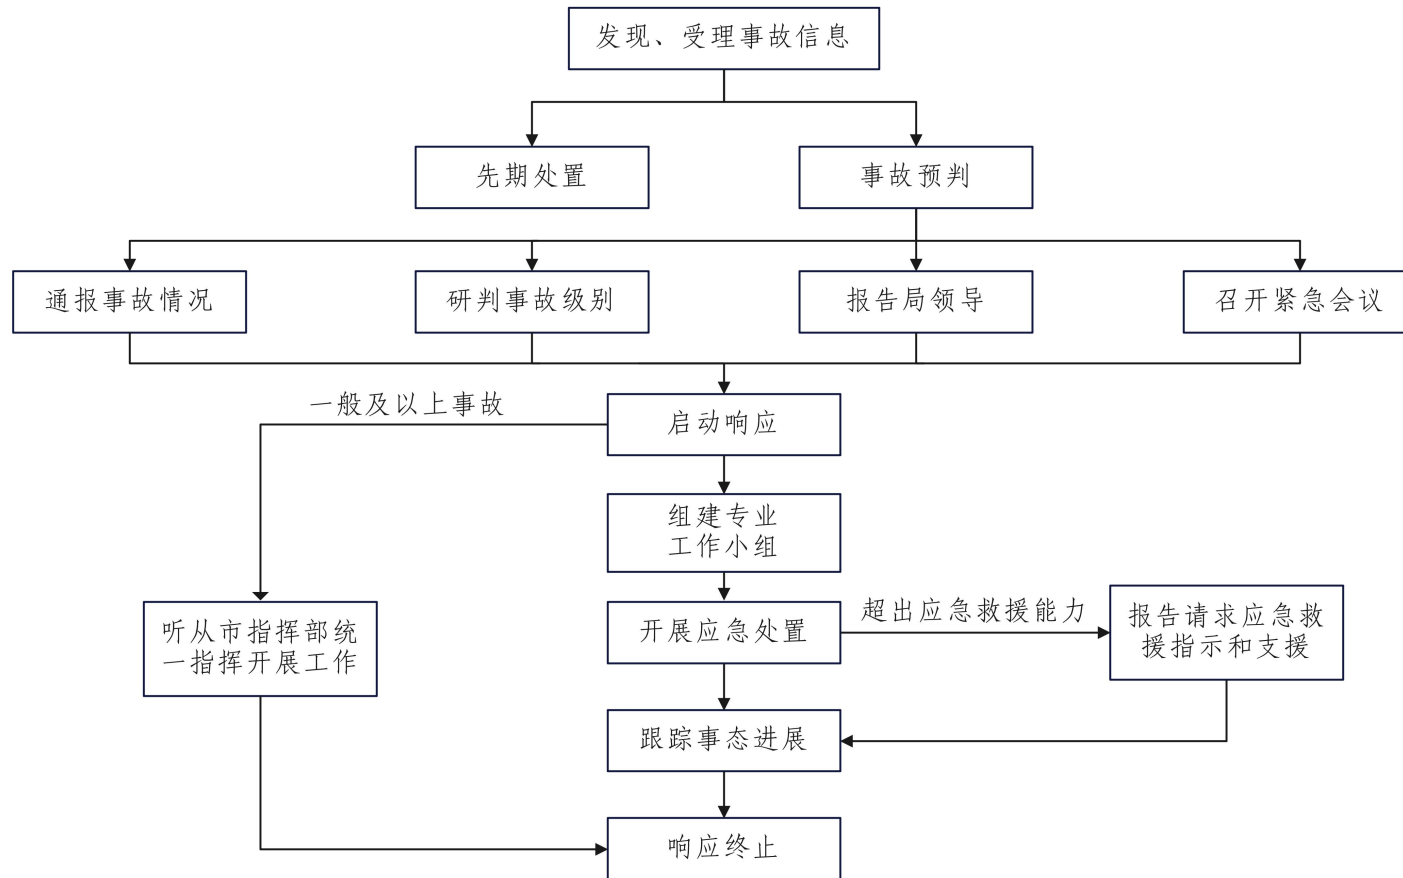 发现、受理事故信息
先期处置
事故预判
通报事故情况
研判事故级别
报告局领导
召开紧急会议
一般及以上事故
启动响应
组建专业
工作小组
听从市指挥部统
一指挥开展工作
开展应急处置
超出应急救援能力
报告请求应急救
援指示和支援
跟踪事态进展
响应终止